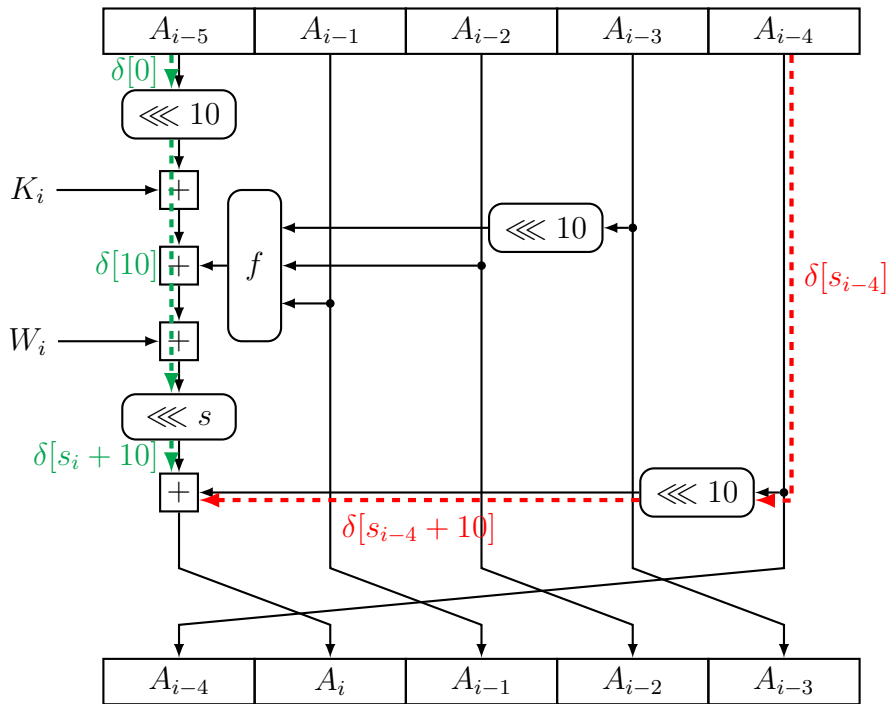 A_{i-5} A_{i-1} A_{i-2} A_{i-3} A_{i-4}
δ[0]
⋘ 10
K_i +
⋘ 10
δ[10] + f
δ[s_{i-4}]
W_i +
⋘ s
δ[s_i + 10]
+ ⋘ 10
δ[s_{i-4} + 10]
A_{i-4} A_i A_{i-1} A_{i-2} A_{i-3}